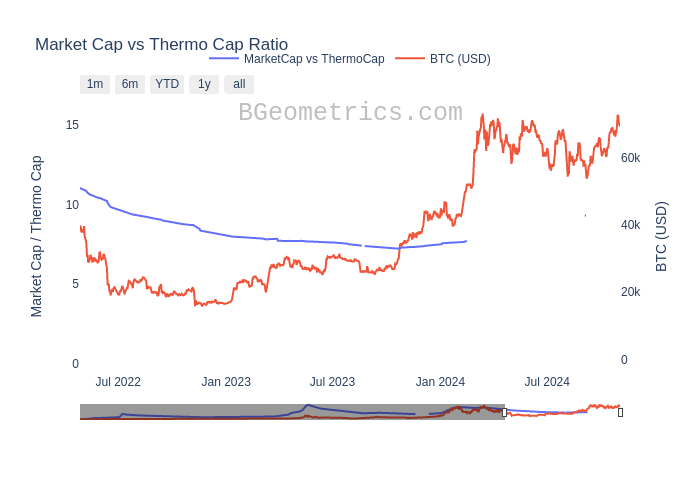 Market Cap vs Thermo Cap Ratio
MarketCap vs ThermoCap
BTC (USD)
1m
6m
YTD
1y
all
BGeometrics.com
Market Cap / Thermo Cap
15
10
5
0
BTC (USD)
60k
40k
20k
0
Jul 2022
Jan 2023
Jul 2023
Jan 2024
Jul 2024